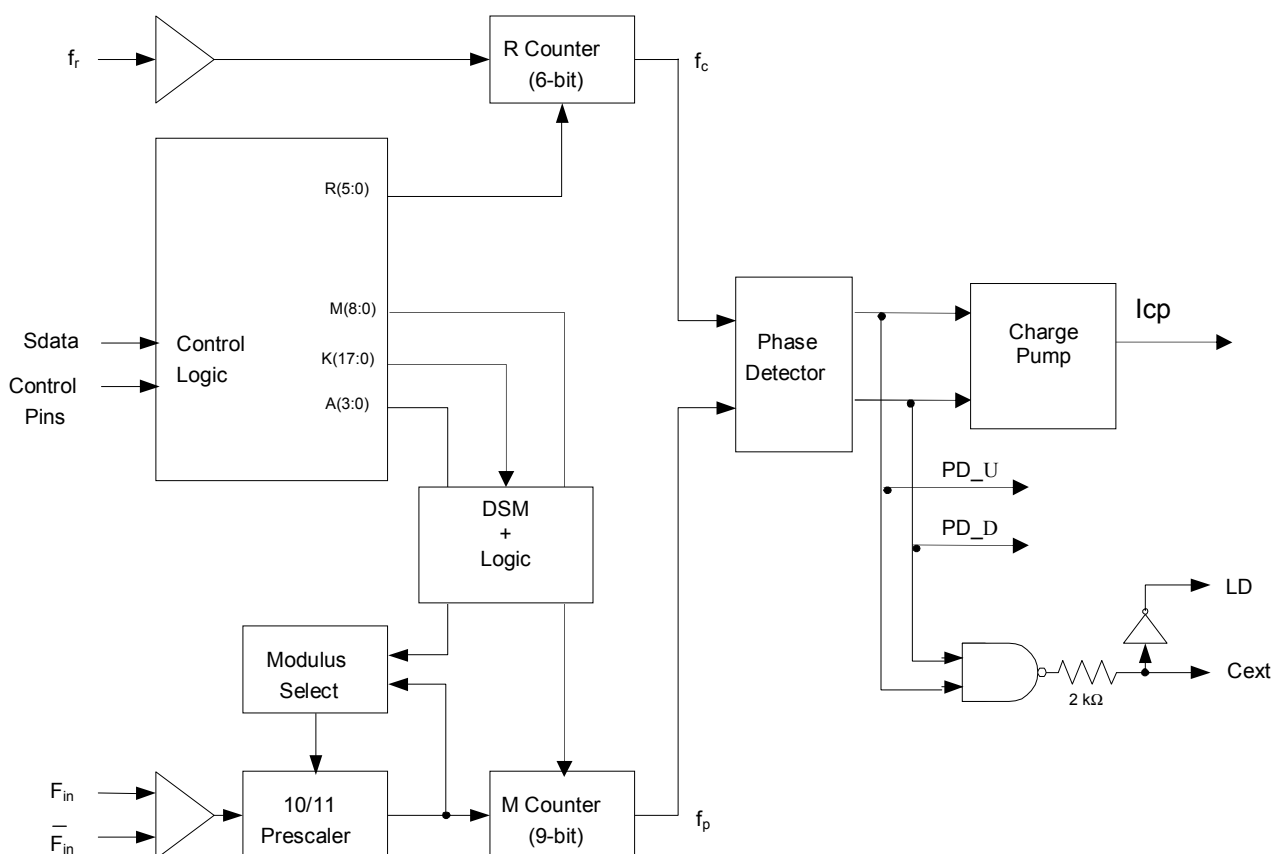 f_r
R Counter
(6-bit)
f_c
R(5:0)
M(8:0)
K(17:0)
A(3:0)
Sdata
Control
Pins
Control
Logic
Phase
Detector
Charge
Pump
Icp
PD_U
PD_D
DSM
+
Logic
LD
Cext
2 kΩ
Modulus
Select
F_in
F̅_in
10/11
Prescaler
M Counter
(9-bit)
f_p